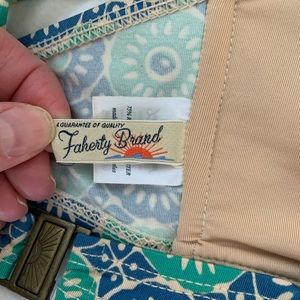 A GUARANTEE OF QUALITY
Faherty Brand